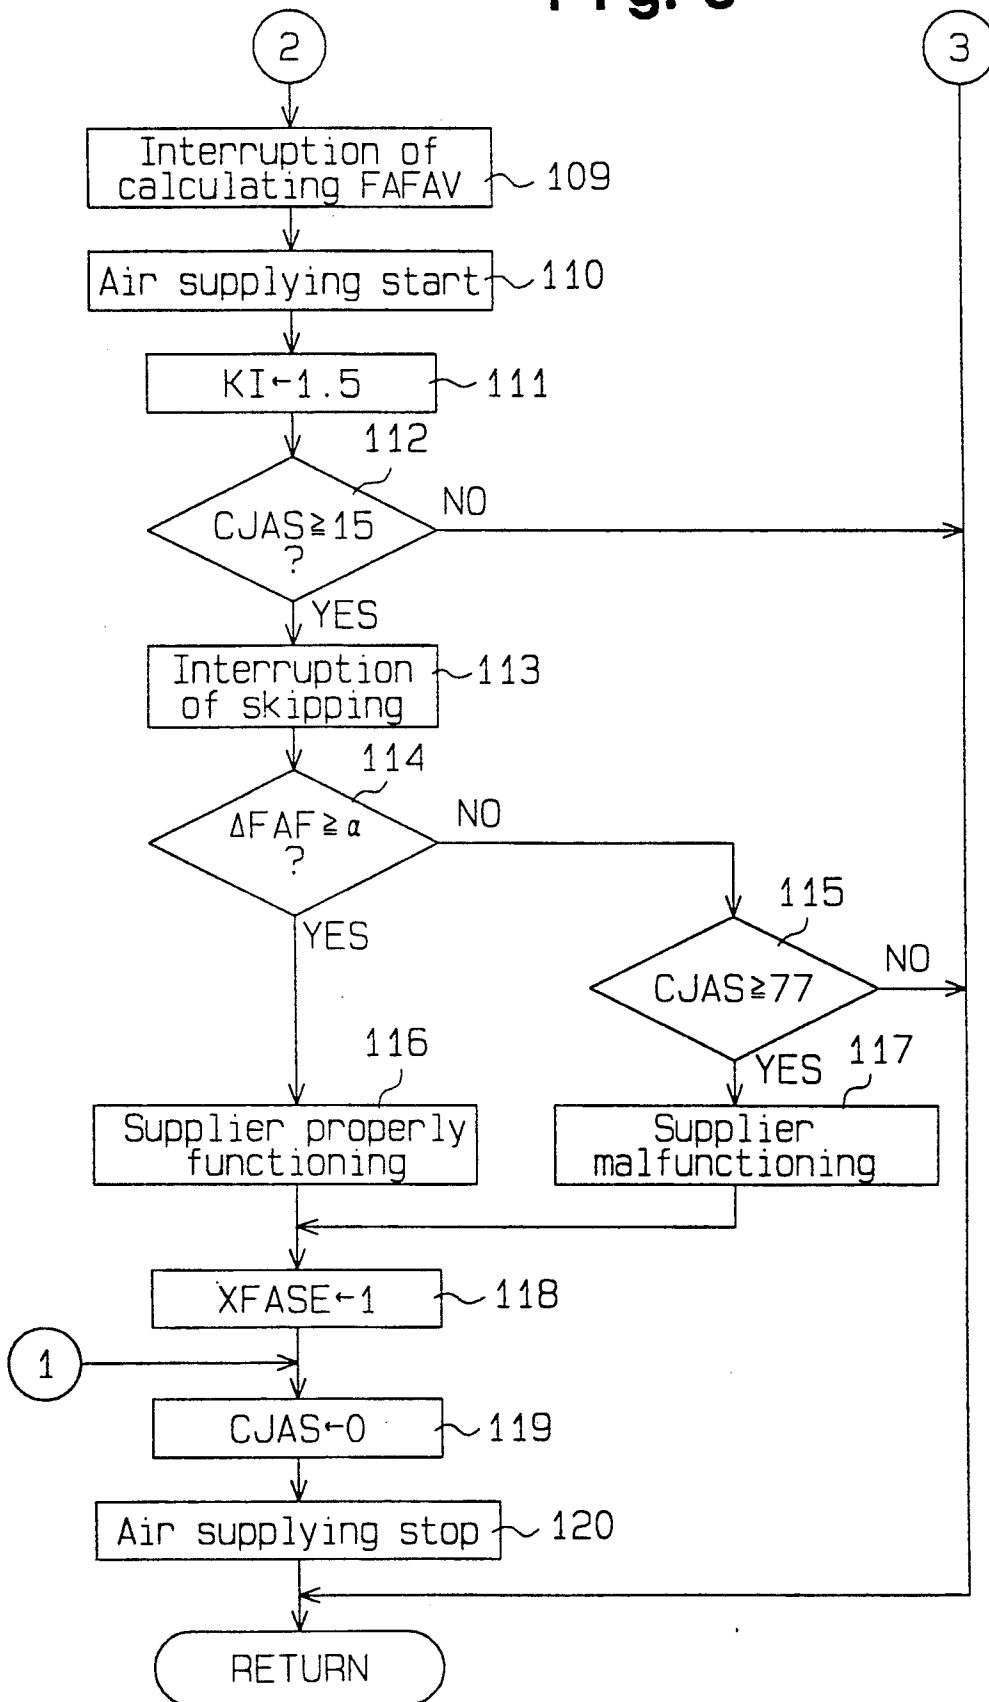 2
3
Interruption of
calculating FAFAV
109
Air supplying start
110
KI←1.5
111
112
CJAS≧15
?
NO
YES
Interruption
of skipping
113
114
ΔFAF≧α
?
NO
YES
115
CJAS≧77
NO
YES
116
117
Supplier properly
functioning
Supplier
malfunctioning
XFASE←1
118
1
CJAS←0
119
Air supplying stop
120
RETURN